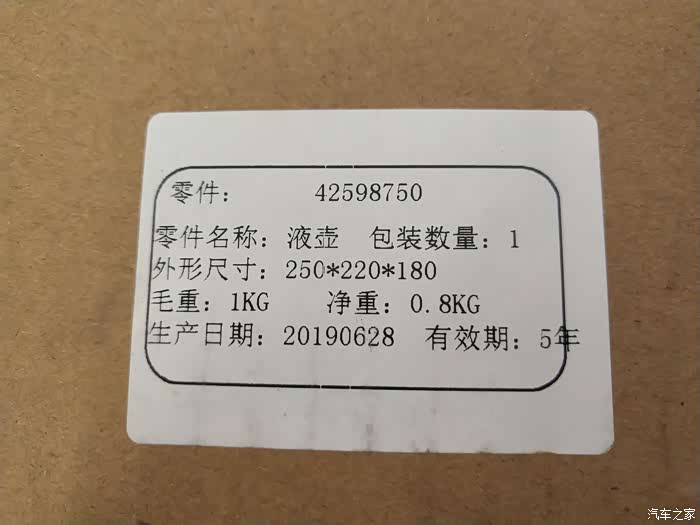 零件： 42598750
零件名称：液壶 包装数量：1
外形尺寸：250*220*180
毛重：1KG 净重：0.8KG
生产日期：20190628 有效期：5年
汽车之家